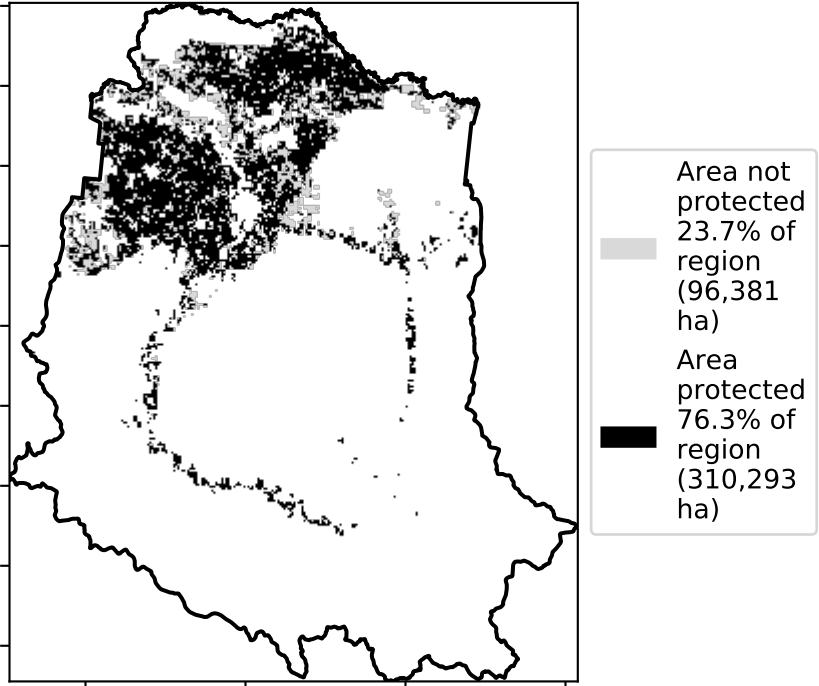 Area not
protected
23.7% of
region
(96,381
ha)
Area
protected
76.3% of
region
(310,293
ha)